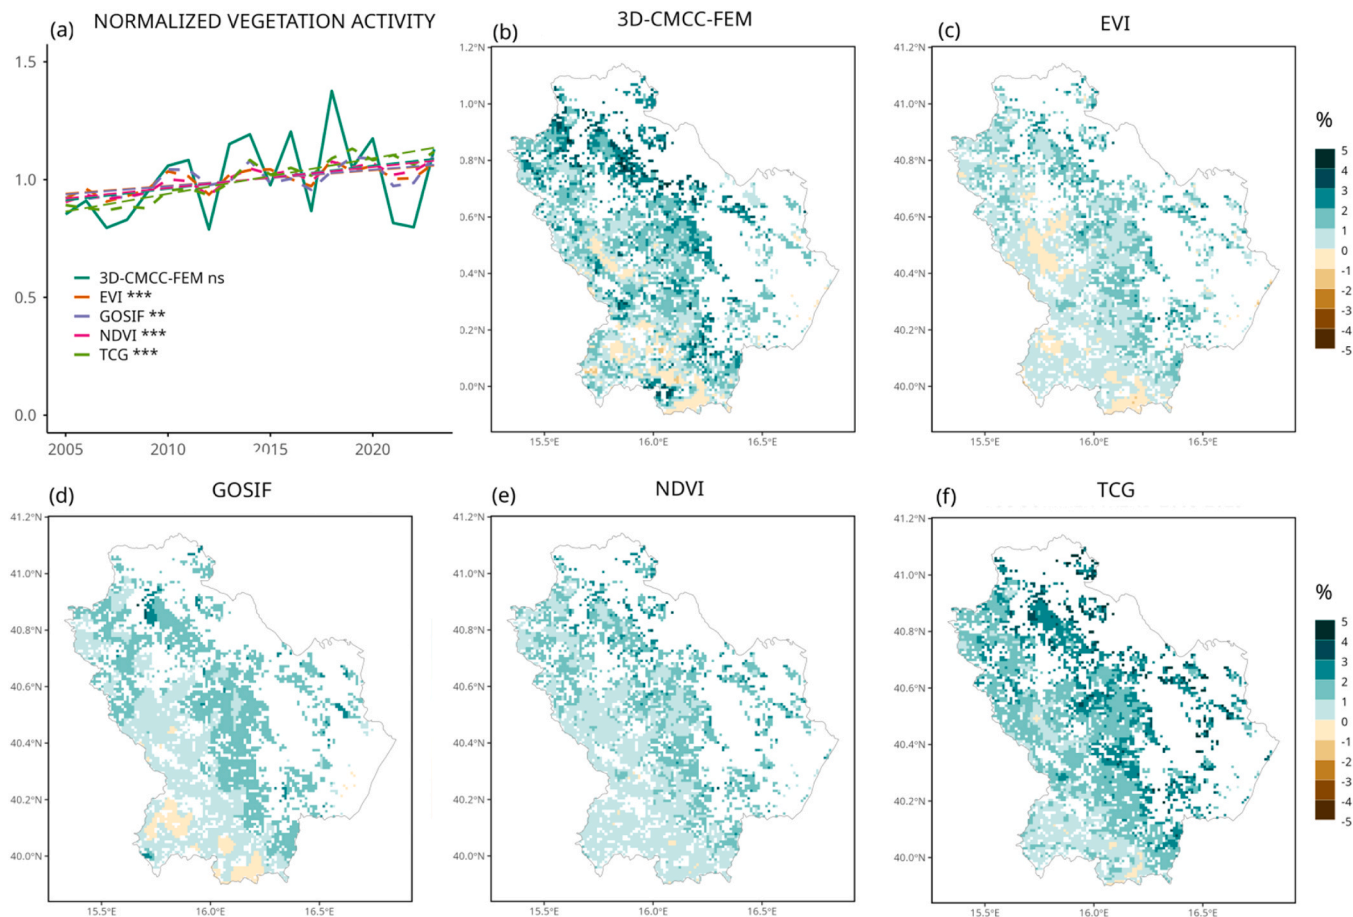 (a) NORMALIZED VEGETATION ACTIVITY
1.5
1.0
0.5
0.0
2005 2010 2015 2020
3D-CMCC-FEM ns
EVI ***
GOSIF **
NDVI ***
TCG ***
(b) 3D-CMCC-FEM
1.2°N
1.0°N
0.8°N
0.6°N
0.4°N
0.2°N
0.0°N
15.5°E 16.0°E 16.5°E
(c) EVI
41.2°N
41.0°N
40.8°N
40.6°N
40.4°N
40.2°N
40.0°N
15.5°E 16.0°E 16.5°E
%
5
4
3
2
1
0
-1
-2
-3
-4
-5
(d) GOSIF
41.2°N
41.0°N
40.8°N
40.6°N
40.4°N
40.2°N
40.0°N
15.5°E 16.0°E 16.5°E
(e) NDVI
41.2°N
41.0°N
40.8°N
40.6°N
40.4°N
40.2°N
40.0°N
15.5°E 16.0°E 16.5°E
(f) TCG
41.2°N
41.0°N
40.8°N
40.6°N
40.4°N
40.2°N
40.0°N
15.5°E 16.0°E 16.5°E
%
5
4
3
2
1
0
-1
-2
-3
-4
-5